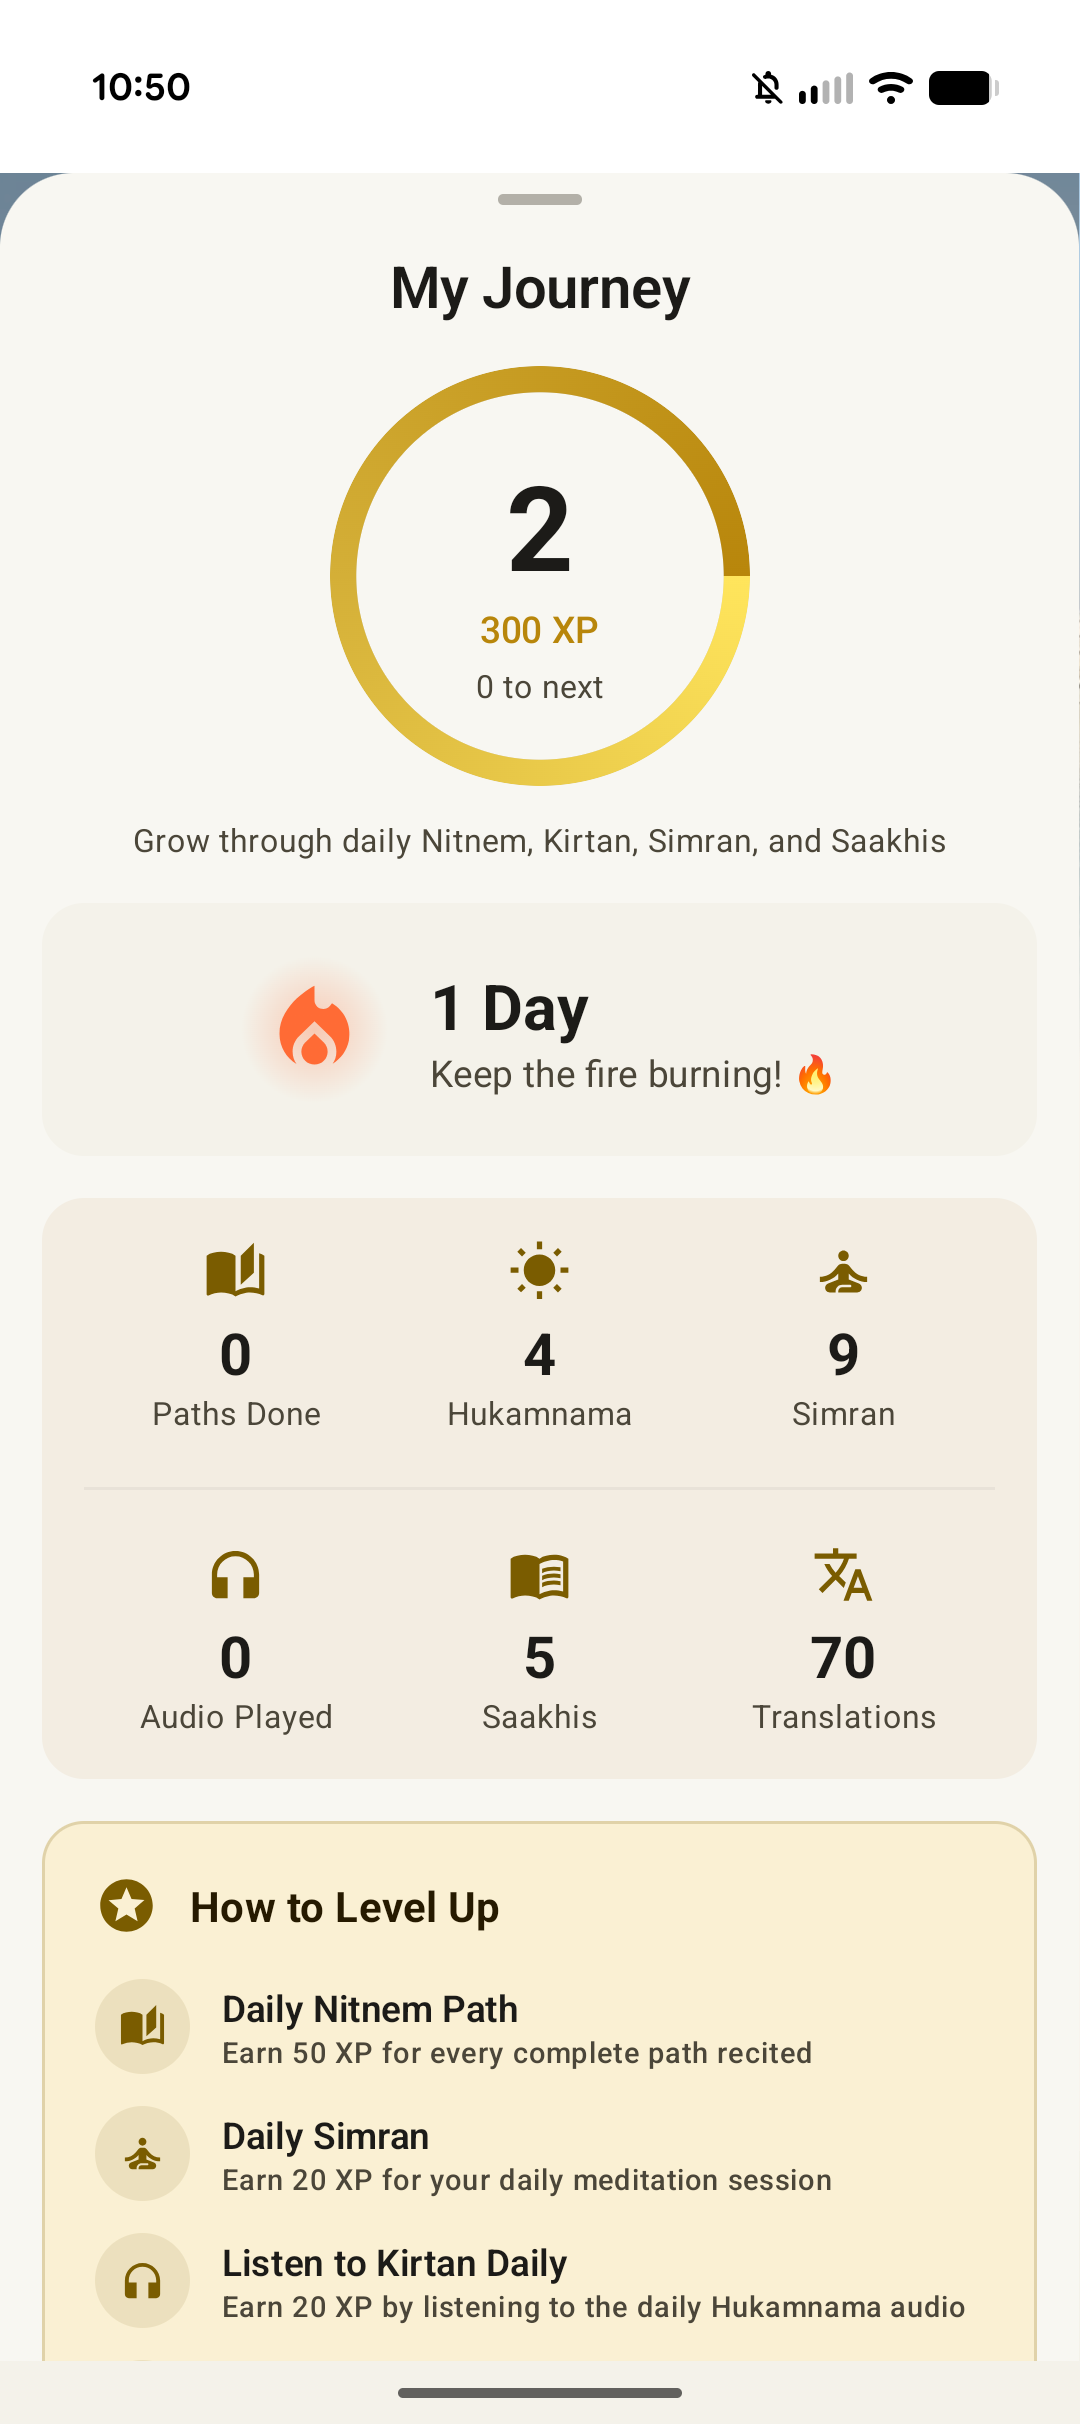 10:50
My Journey
2
300 XP
0 to next
Grow through daily Nitnem, Kirtan, Simran, and Saakhis
1 Day
Keep the fire burning! 🔥
0
Paths Done
4
Hukamnama
9
Simran
0
Audio Played
5
Saakhis
70
Translations
How to Level Up
Daily Nitnem Path
Earn 50 XP for every complete path recited
Daily Simran
Earn 20 XP for your daily meditation session
Listen to Kirtan Daily
Earn 20 XP by listening to the daily Hukamnama audio